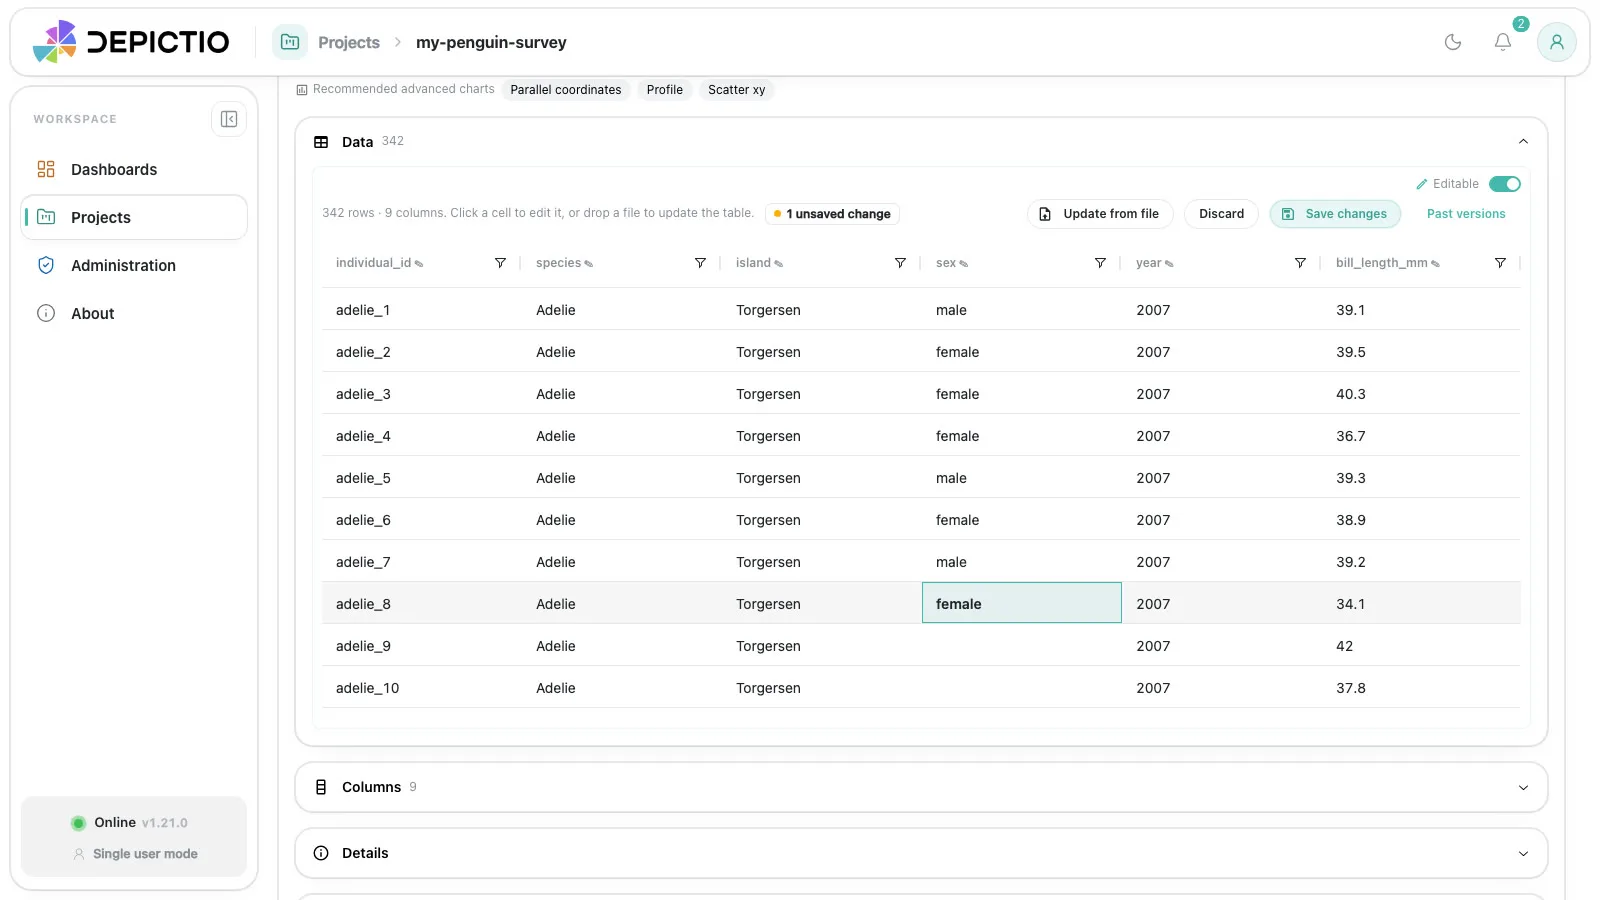 DEPICTIO
Projects > my-penguin-survey
2
WORKSPACE
Dashboards
Projects
Administration
About
Online v1.21.0
Single user mode
Recommended advanced charts Parallel coordinates Profile Scatter xy
Data 342
Editable
342 rows · 9 columns. Click a cell to edit it, or drop a file to update the table. 1 unsaved change Update from file Discard Save changes Past versions
individual_id species island sex year bill_length_mm
adelie_1 Adelie Torgersen male 2007 39.1
adelie_2 Adelie Torgersen female 2007 39.5
adelie_3 Adelie Torgersen female 2007 40.3
adelie_4 Adelie Torgersen female 2007 36.7
adelie_5 Adelie Torgersen male 2007 39.3
adelie_6 Adelie Torgersen female 2007 38.9
adelie_7 Adelie Torgersen male 2007 39.2
adelie_8 Adelie Torgersen female 2007 34.1
adelie_9 Adelie Torgersen 2007 42
adelie_10 Adelie Torgersen 2007 37.8
Columns 9
Details